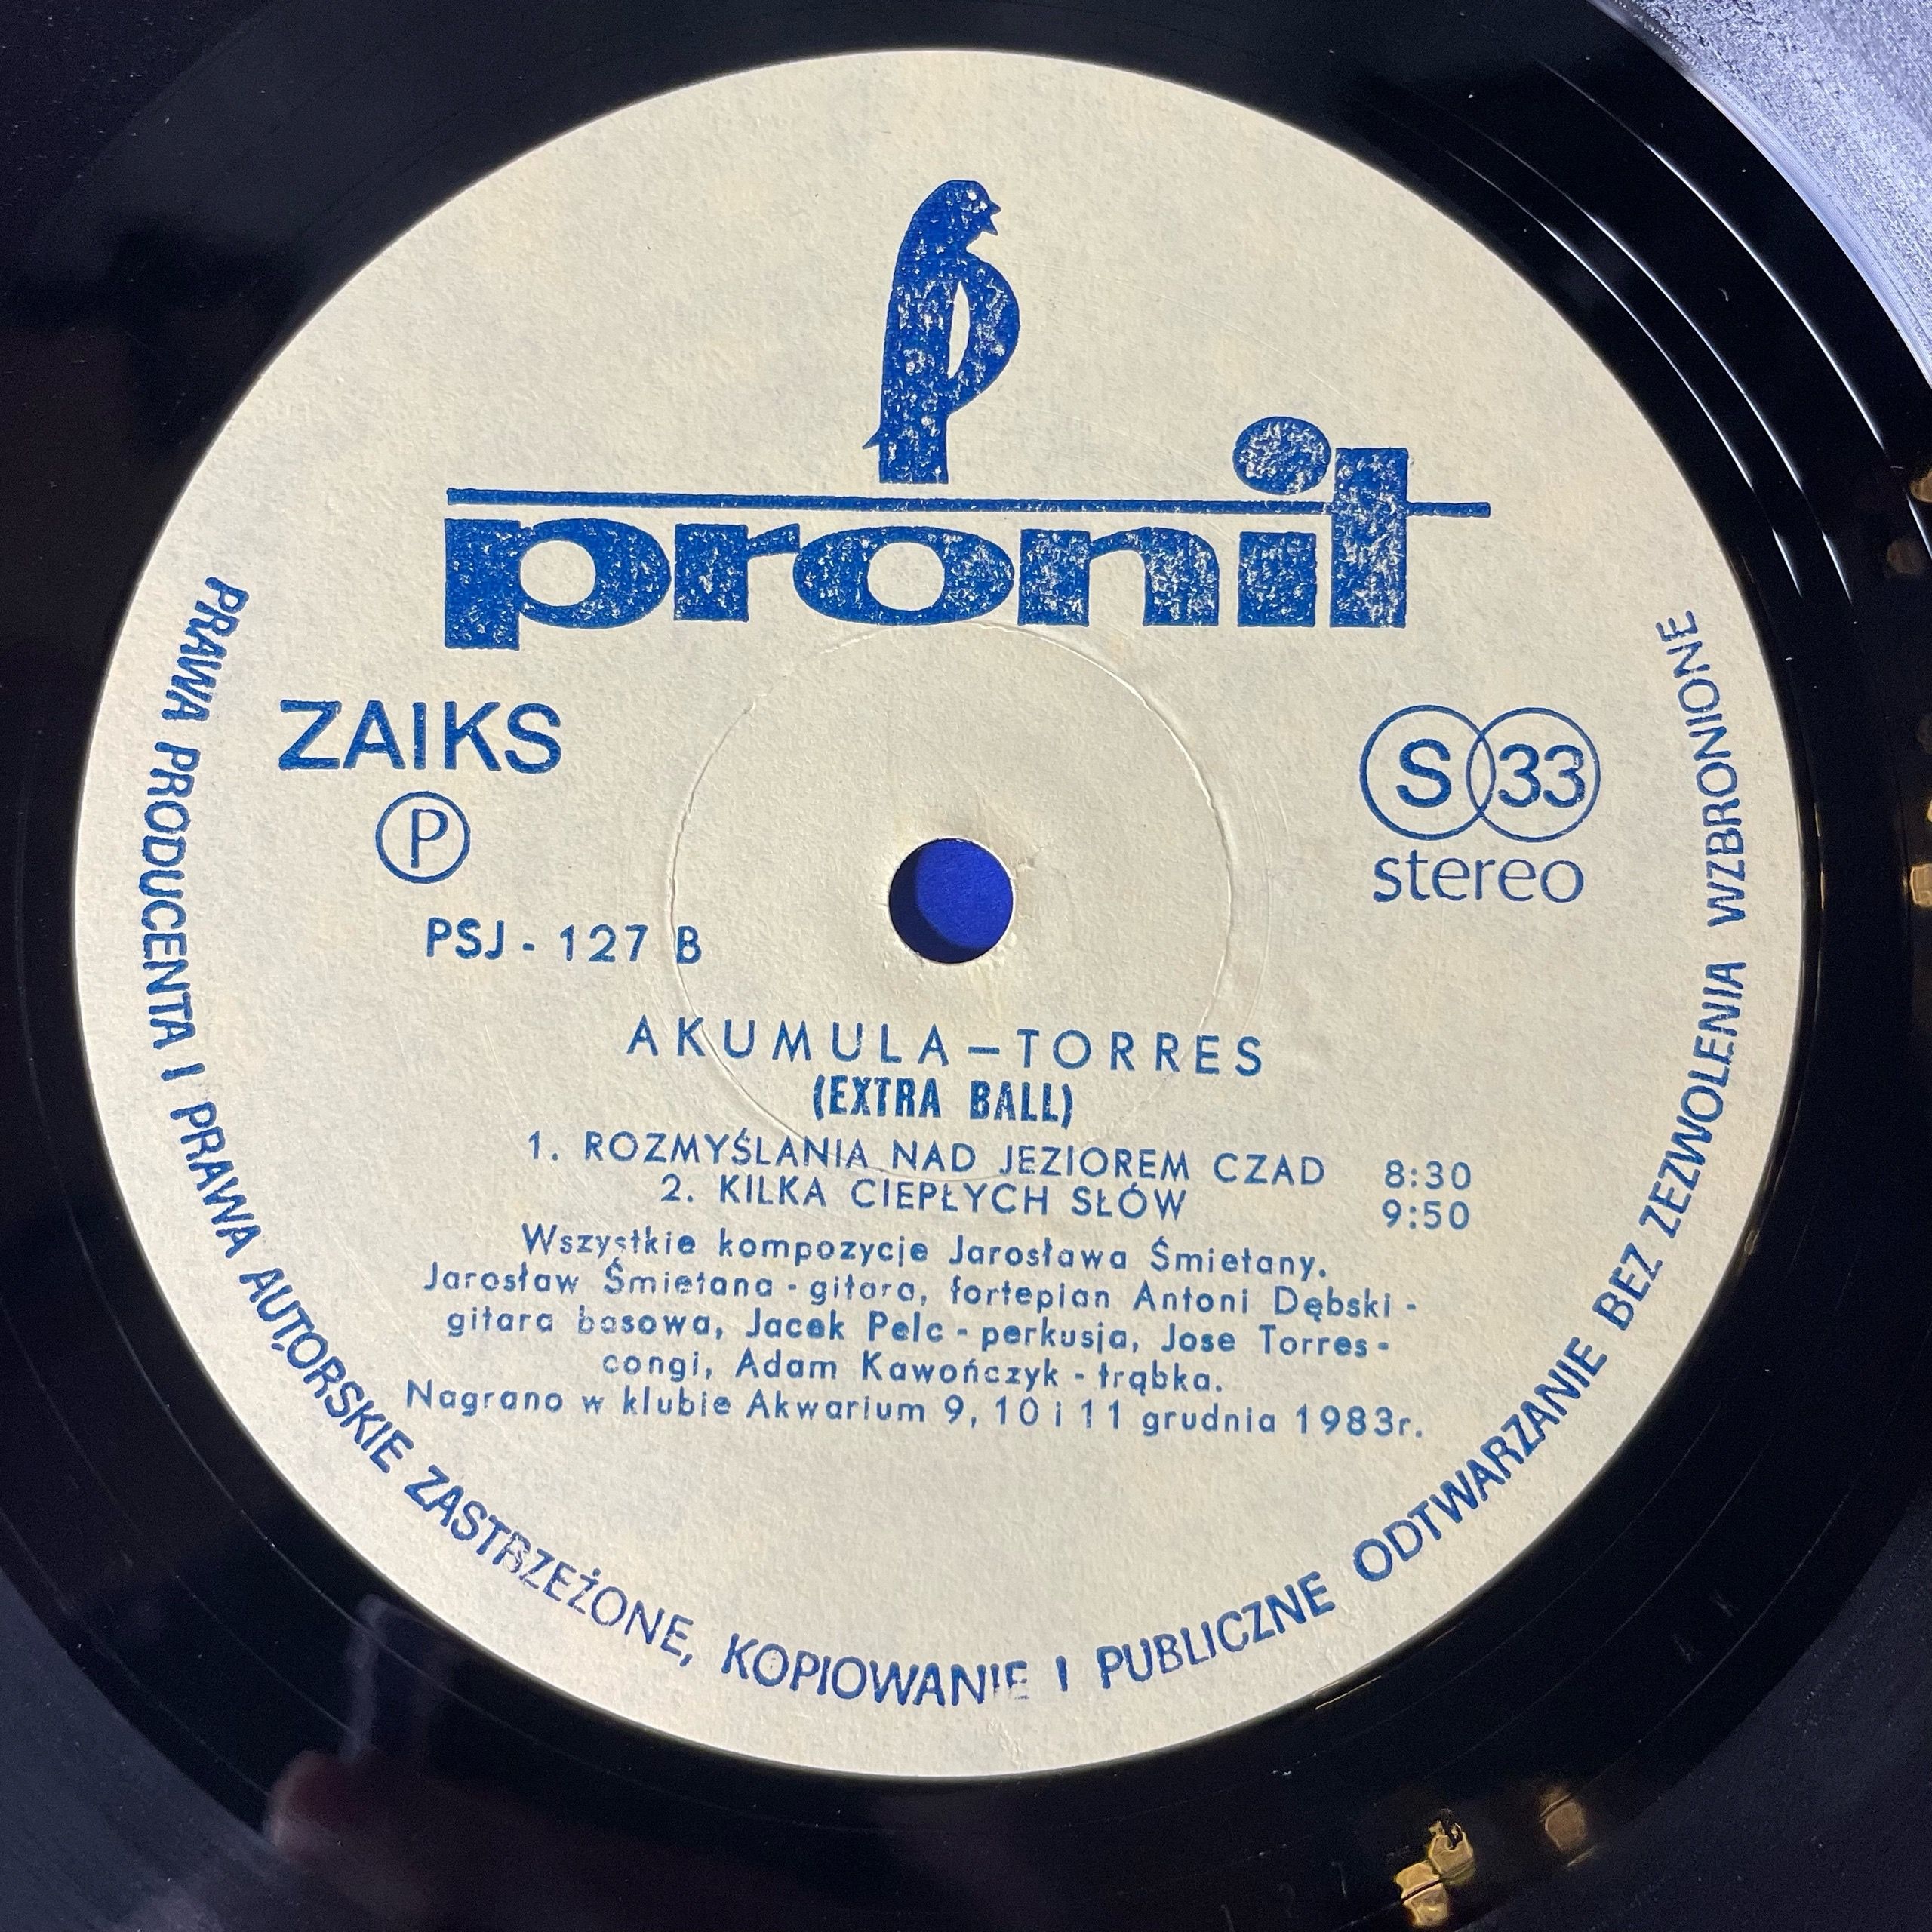 pronit
ZAIKS
P
S 33
stereo
PSJ - 127 B
AKUMULA – TORRES
(EXTRA BALL)
1. ROZMYŚLANIA NAD JEZIOREM CZAD 8:30
2. KILKA CIEPŁYCH SŁÓW 9:50
Wszystkie kompozycje Jarosława Śmietany.
Jarosław Śmietana - gitara, fortepian Antoni Dębski -
gitara basowa, Jacek Pelc - perkusja, Jose Torres -
congi, Adam Kawończyk - trąbka.
Nagrano w klubie Akwarium 9, 10 i 11 grudnia 1983r.
PRAWA PRODUCENTA I PRAWA AUTORSKIE ZASTRZEŻONE, KOPIOWANIE I PUBLICZNE ODTWARZANIE BEZ ZEZWOLENIA WZBRONIONE